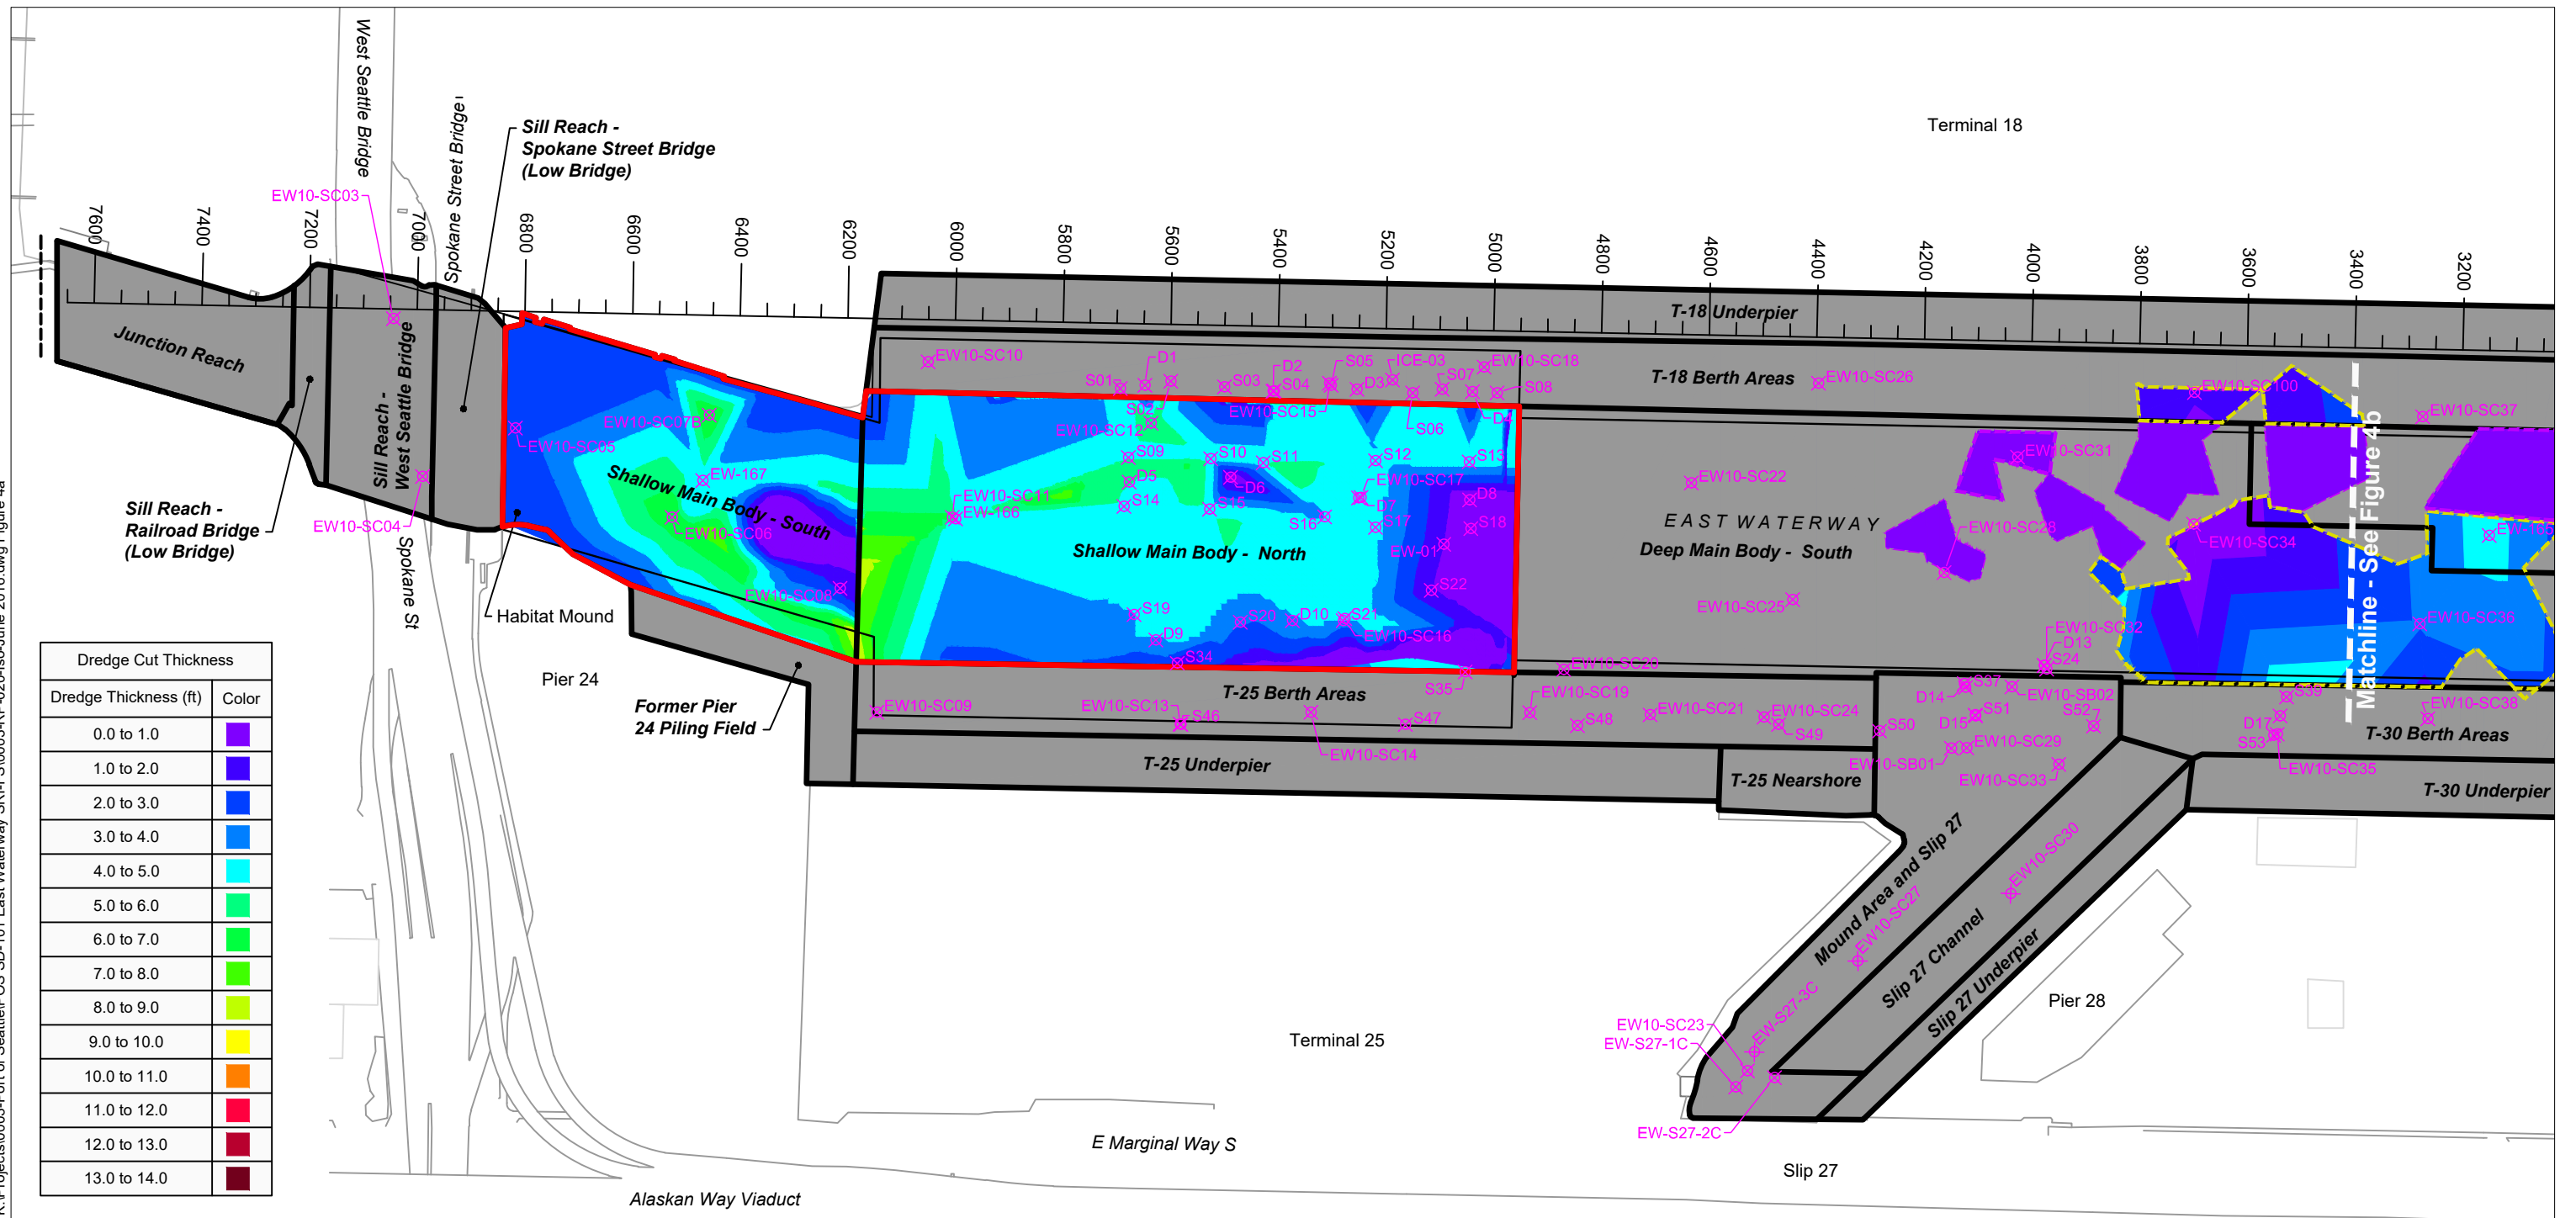 Terminal 18
West Seattle Bridge
Spokane Street Bridge
Sill Reach -
Spokane Street Bridge
(Low Bridge)
EW10-SC03
7600
7400
7200
7000
6800
6600
6400
6200
6000
5800
5600
5400
5200
5000
4800
4600
4400
4200
4000
3800
3600
3400
3200
T-18 Underpier
T-18 Berth Areas
Junction Reach
Sill Reach -
West Seattle Bridge
EW10-SC10
S01
D1
S02
S03
D2
S04
S05
EW10-SC15
D3
ICE-03
S06
S07
EW10-SC18
D4
S08
EW10-SC26
EW10-SC100
EW10-SC37
EW10-SC05
EW10-SC07B
EW-167
EW10-SC06
EW10-SC08
Shallow Main Body - South
EW10-SC12
S09
D5
S14
S10
D6
S15
S11
S12
S13
EW10-SC17
D7
S16
S17
D8
S18
EW-01
S22
EW10-SC11
EW-166
Shallow Main Body - North
S19
D9
S34
S20
D10
S21
EW10-SC16
S35
EW10-SC22
EAST WATERWAY
Deep Main Body - South
EW10-SC31
EW10-SC28
EW10-SC25
EW10-SC34
EW10-SC36
EW10-SC32
D13
S24
Matchline - See Figure 4b
Sill Reach -
Railroad Bridge
(Low Bridge)
EW10-SC04
Spokane St
Habitat Mound
Pier 24
Former Pier
24 Piling Field
EW10-SC09
EW10-SC13
S46
T-25 Berth Areas
EW10-SC14
S47
EW10-SC20
EW10-SC19
S48
EW10-SC21
EW10-SC24
S49
S50
S37
D14
EW10-SB02
S51
D15
S52
EW10-SC29
EW10-SB01
EW10-SC33
S39
D17
S53
EW10-SC35
EW10-SC38
T-30 Berth Areas
T-30 Underpier
T-25 Underpier
T-25 Nearshore
Mound Area and Slip 27
EW10-SC27
EW10-SC30
Slip 27 Channel
Slip 27 Underpier
EW-S27-3C
EW10-SC23
EW-S27-1C
EW-S27-2C
Pier 28
Terminal 25
E Marginal Way S
Slip 27
Alaskan Way Viaduct
Dredge Cut Thickness
Dredge Thickness (ft) Color
0.0 to 1.0
1.0 to 2.0
2.0 to 3.0
3.0 to 4.0
4.0 to 5.0
5.0 to 6.0
6.0 to 7.0
7.0 to 8.0
8.0 to 9.0
9.0 to 10.0
10.0 to 11.0
11.0 to 12.0
12.0 to 13.0
13.0 to 14.0